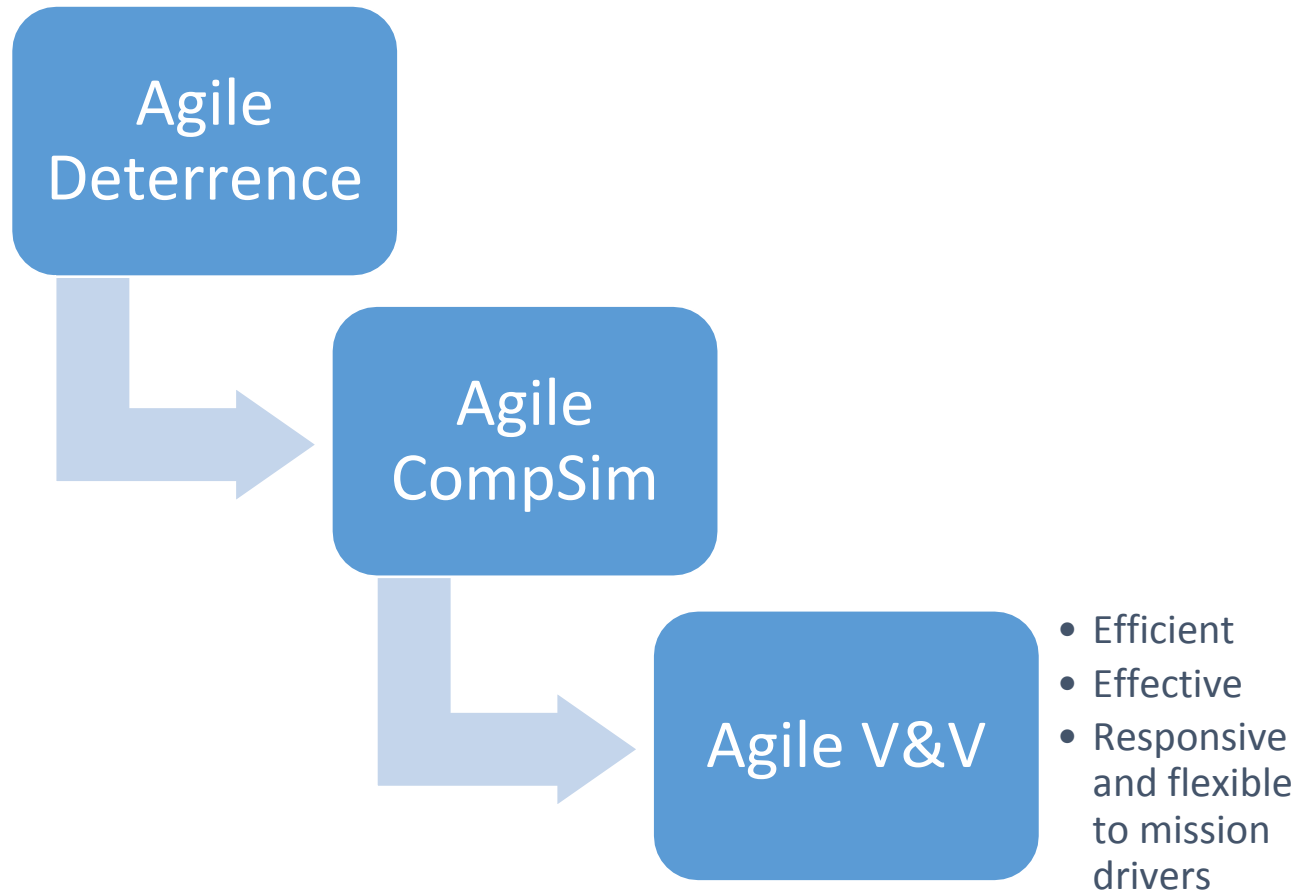 Agile
Deterrence
Agile
CompSim
Agile V&V
• Efficient
• Effective
• Responsive
and flexible
to mission
drivers